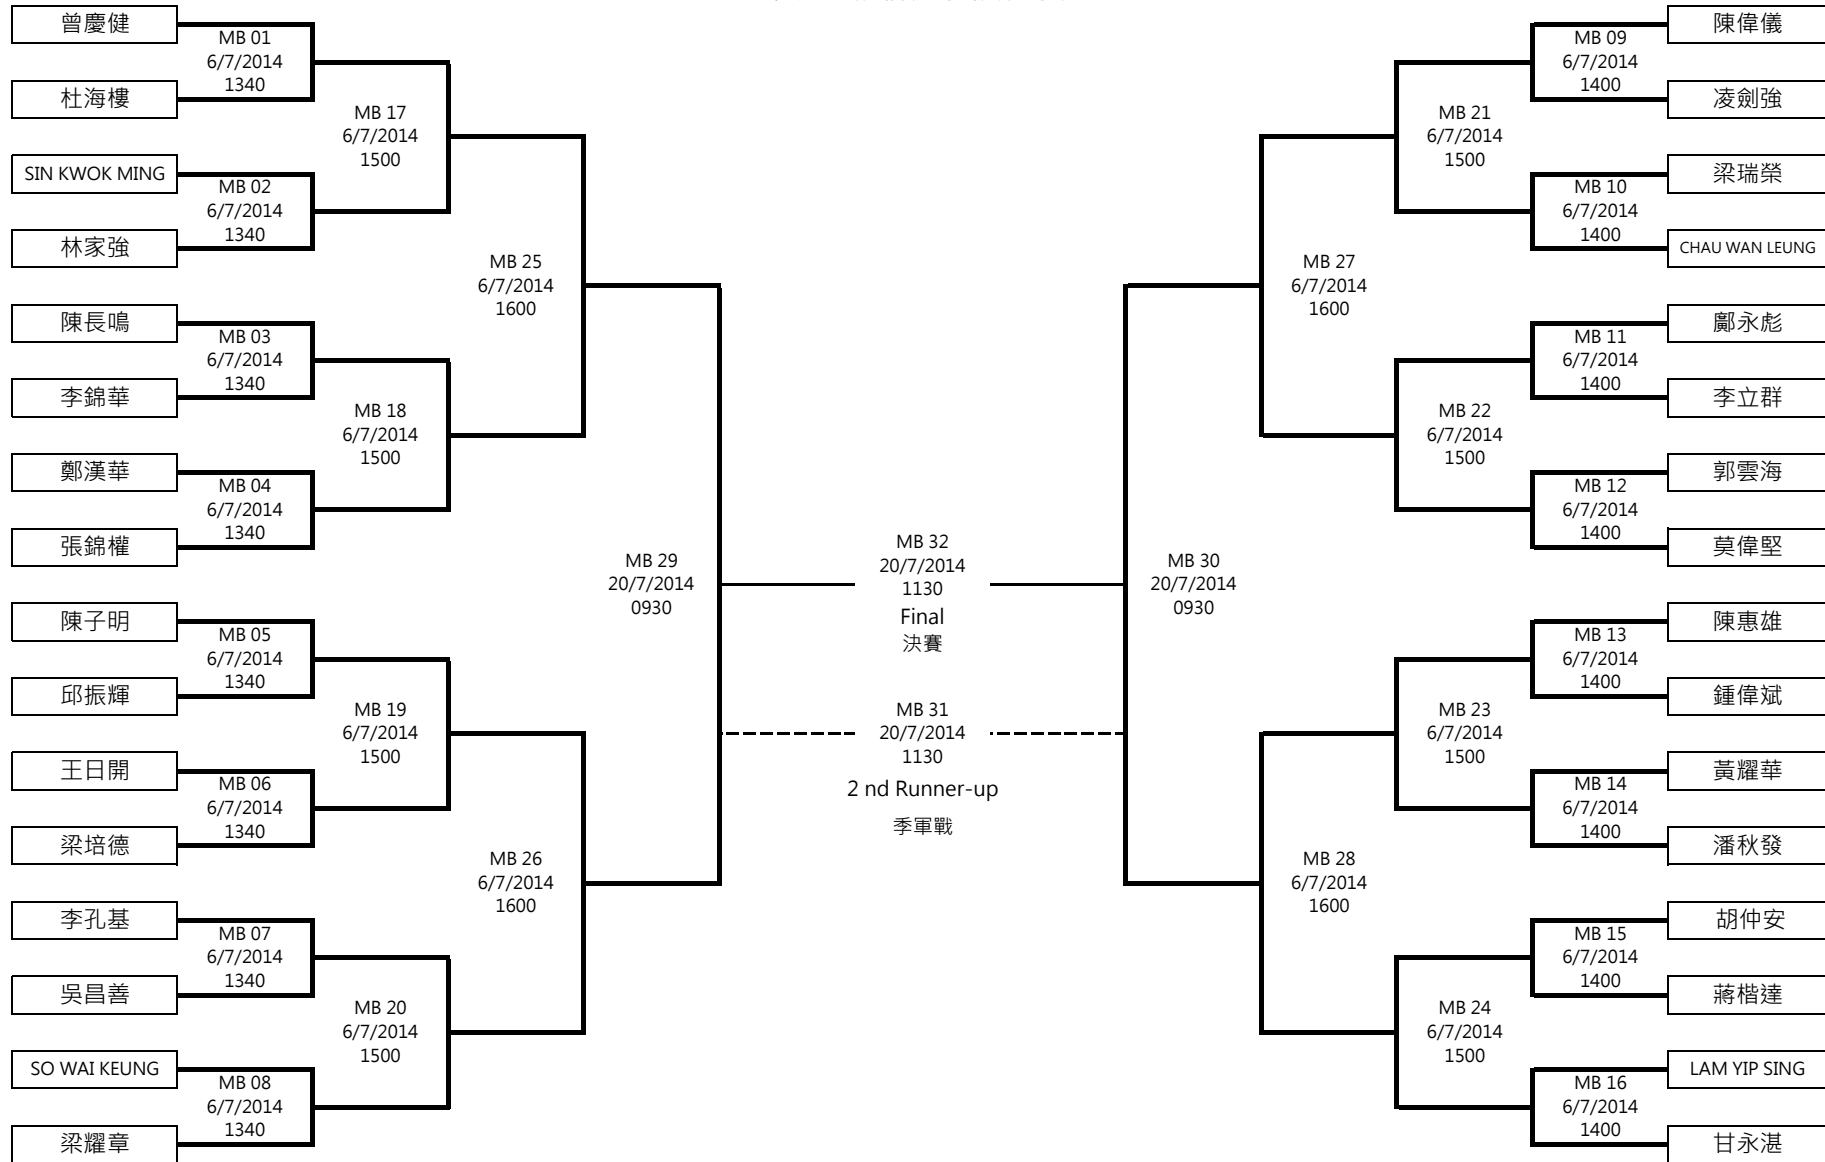 曾慶健
MB 01
6/7/2014
1340
杜海樓
MB 17
6/7/2014
1500
SIN KWOK MING
MB 02
6/7/2014
1340
林家強
MB 25
6/7/2014
1600
陳長鳴
MB 03
6/7/2014
1340
李錦華
MB 18
6/7/2014
1500
鄭漢華
MB 04
6/7/2014
1340
張錦權
MB 29
20/7/2014
0930
陳子明
MB 05
6/7/2014
1340
邱振輝
MB 19
6/7/2014
1500
王日開
MB 06
6/7/2014
1340
梁培德
MB 26
6/7/2014
1600
李孔基
MB 07
6/7/2014
1340
吳昌善
MB 20
6/7/2014
1500
SO WAI KEUNG
MB 08
6/7/2014
1340
梁耀章
MB 32
20/7/2014
1130
Final
決賽
MB 31
20/7/2014
1130
2 nd Runner-up
季軍戰
陳偉儀
MB 09
6/7/2014
1400
凌劍強
MB 21
6/7/2014
1500
梁瑞榮
MB 10
6/7/2014
1400
CHAU WAN LEUNG
MB 27
6/7/2014
1600
鄺永彪
MB 11
6/7/2014
1400
李立群
MB 22
6/7/2014
1500
郭雲海
MB 12
6/7/2014
1400
莫偉堅
MB 30
20/7/2014
0930
陳惠雄
MB 13
6/7/2014
1400
鍾偉斌
MB 23
6/7/2014
1500
黃耀華
MB 14
6/7/2014
1400
潘秋發
MB 28
6/7/2014
1600
胡仲安
MB 15
6/7/2014
1400
蔣楷達
MB 24
6/7/2014
1500
LAM YIP SING
MB 16
6/7/2014
1400
甘永湛